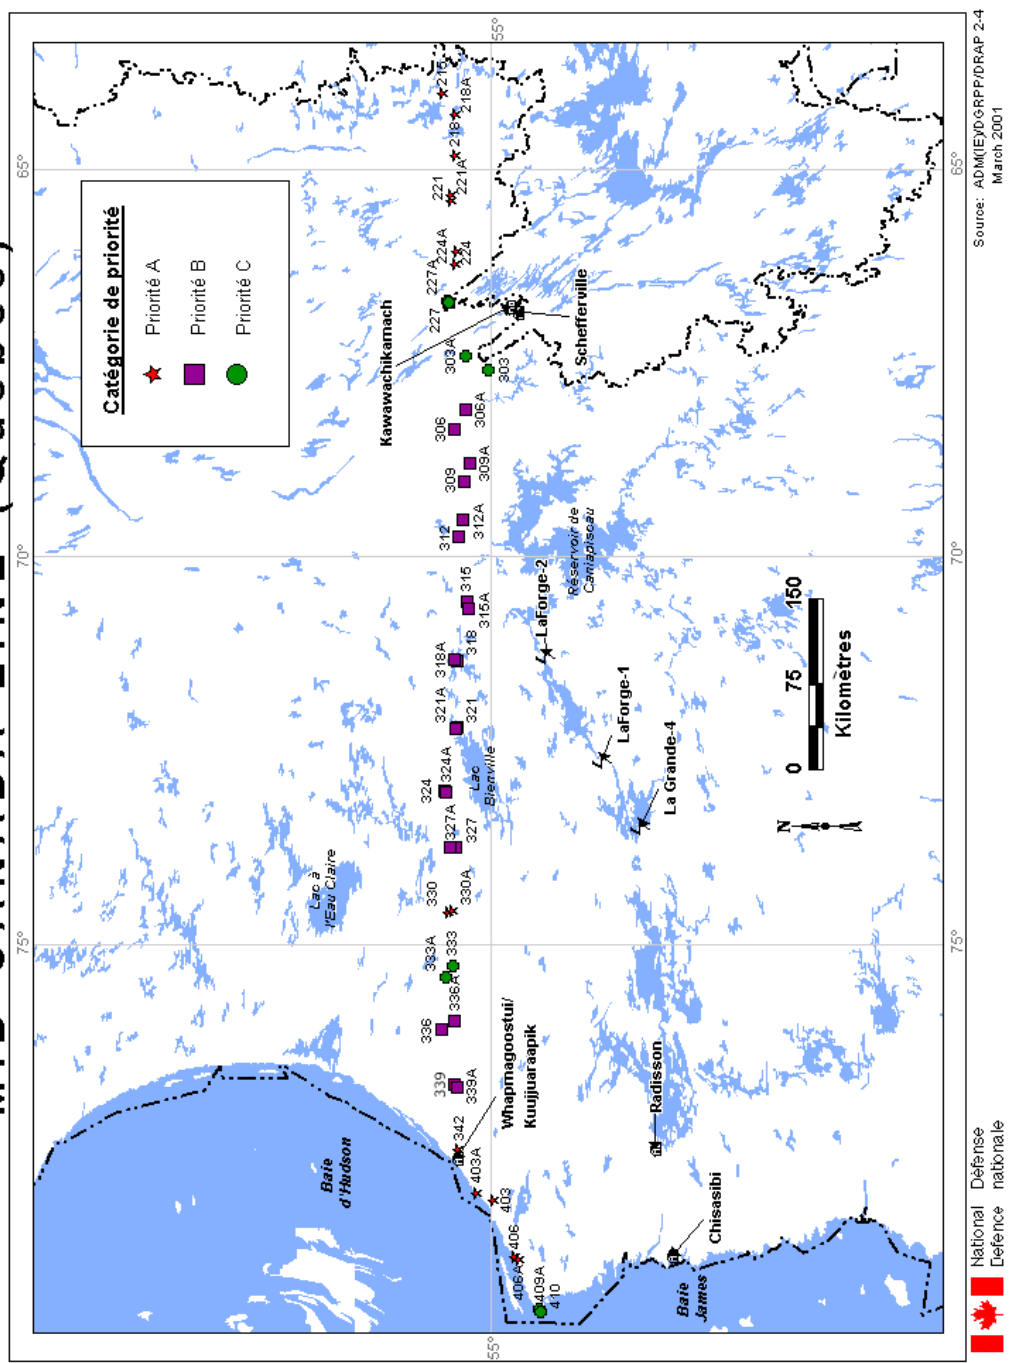 Catégorie de priorité
Priorité A
Priorité B
Priorité C
Baie
d'Hudson
Lac à
l'Eau Claire
75°
70°
65°
55°
55°
410
409A
406A
406
403
403A
342
339
339A
336
336A
333A
333
330
330A
327A
327
324
324A
321A
321
318A
318
315
315A
312
312A
309
309A
306
306A
303A
303
227
227A
224A
224
221
221A
218
218A
215
Kawawachikamach
Schefferville
Whapmagoostui/
Kuujjuaraapik
Lac
Bienville
Réservoir de
Caniapiscau
LaForge-2
LaForge-1
La Grande-4
Radisson
Chisasibi
Baie
James
N
0 75 150
Kilomètres
75°
70°
65°
National Défense
Defence nationale
Source: ADM(IE)/DGRPP/DRAP 2-4
March 2001